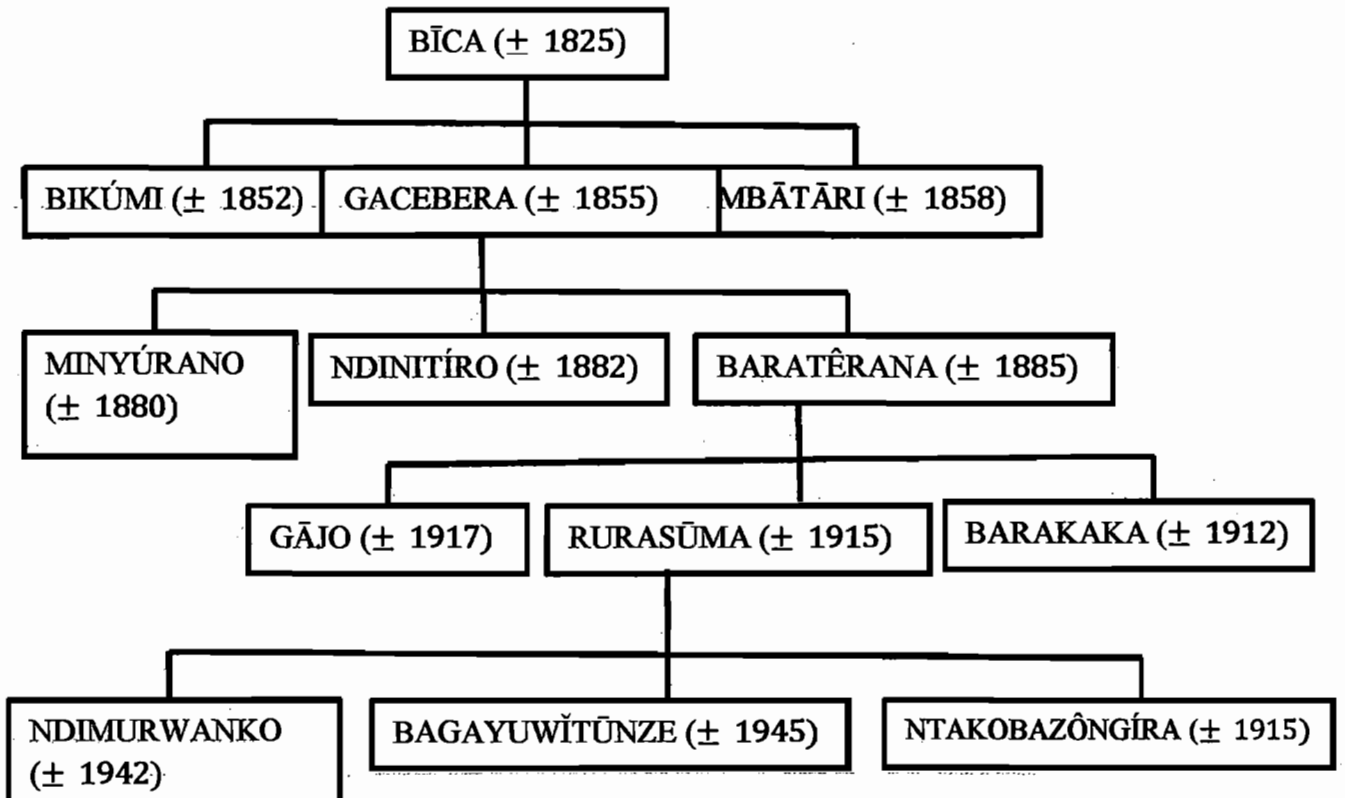 BĪCA (± 1825)
BIKÚMI (± 1852)
GACEBERA (± 1855)
MBĀTĀRI (± 1858)
MINYÚRANO
(± 1880)
NDINITÍRO (± 1882)
BARATÊRANA (± 1885)
GĀJO (± 1917)
RURASŪMA (± 1915)
BARAKAKA (± 1912)
NDIMURWANKO
(± 1942)
BAGAYUWǏTŪNZE (± 1945)
NTAKOBAZÔNGÍRA (± 1915)